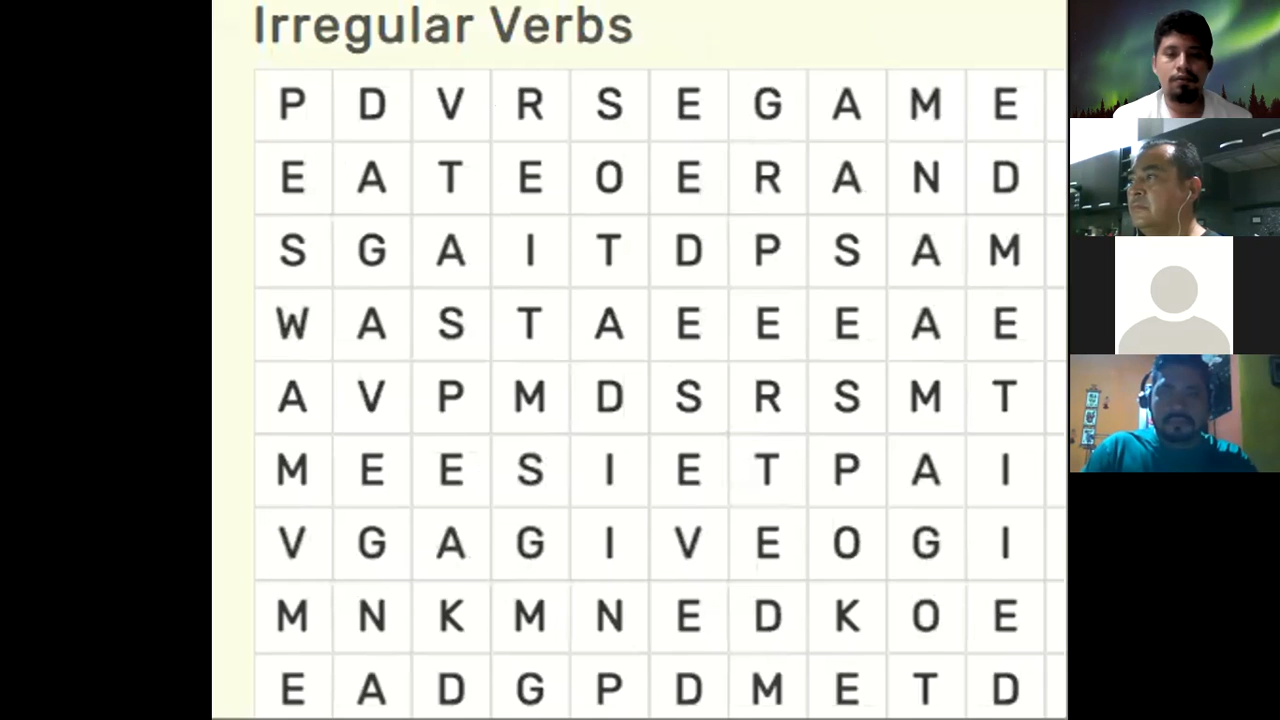 Irregular Verbs
P D V R S E G A M E
E A T E O E R A N D
S G A I T D P S A M
W A S T A E E E A E
A V P M D S R S M T
M E E S I E T P A I
V G A G I V E O G I
M N K M N E D K O E
E A D G P D M E T D